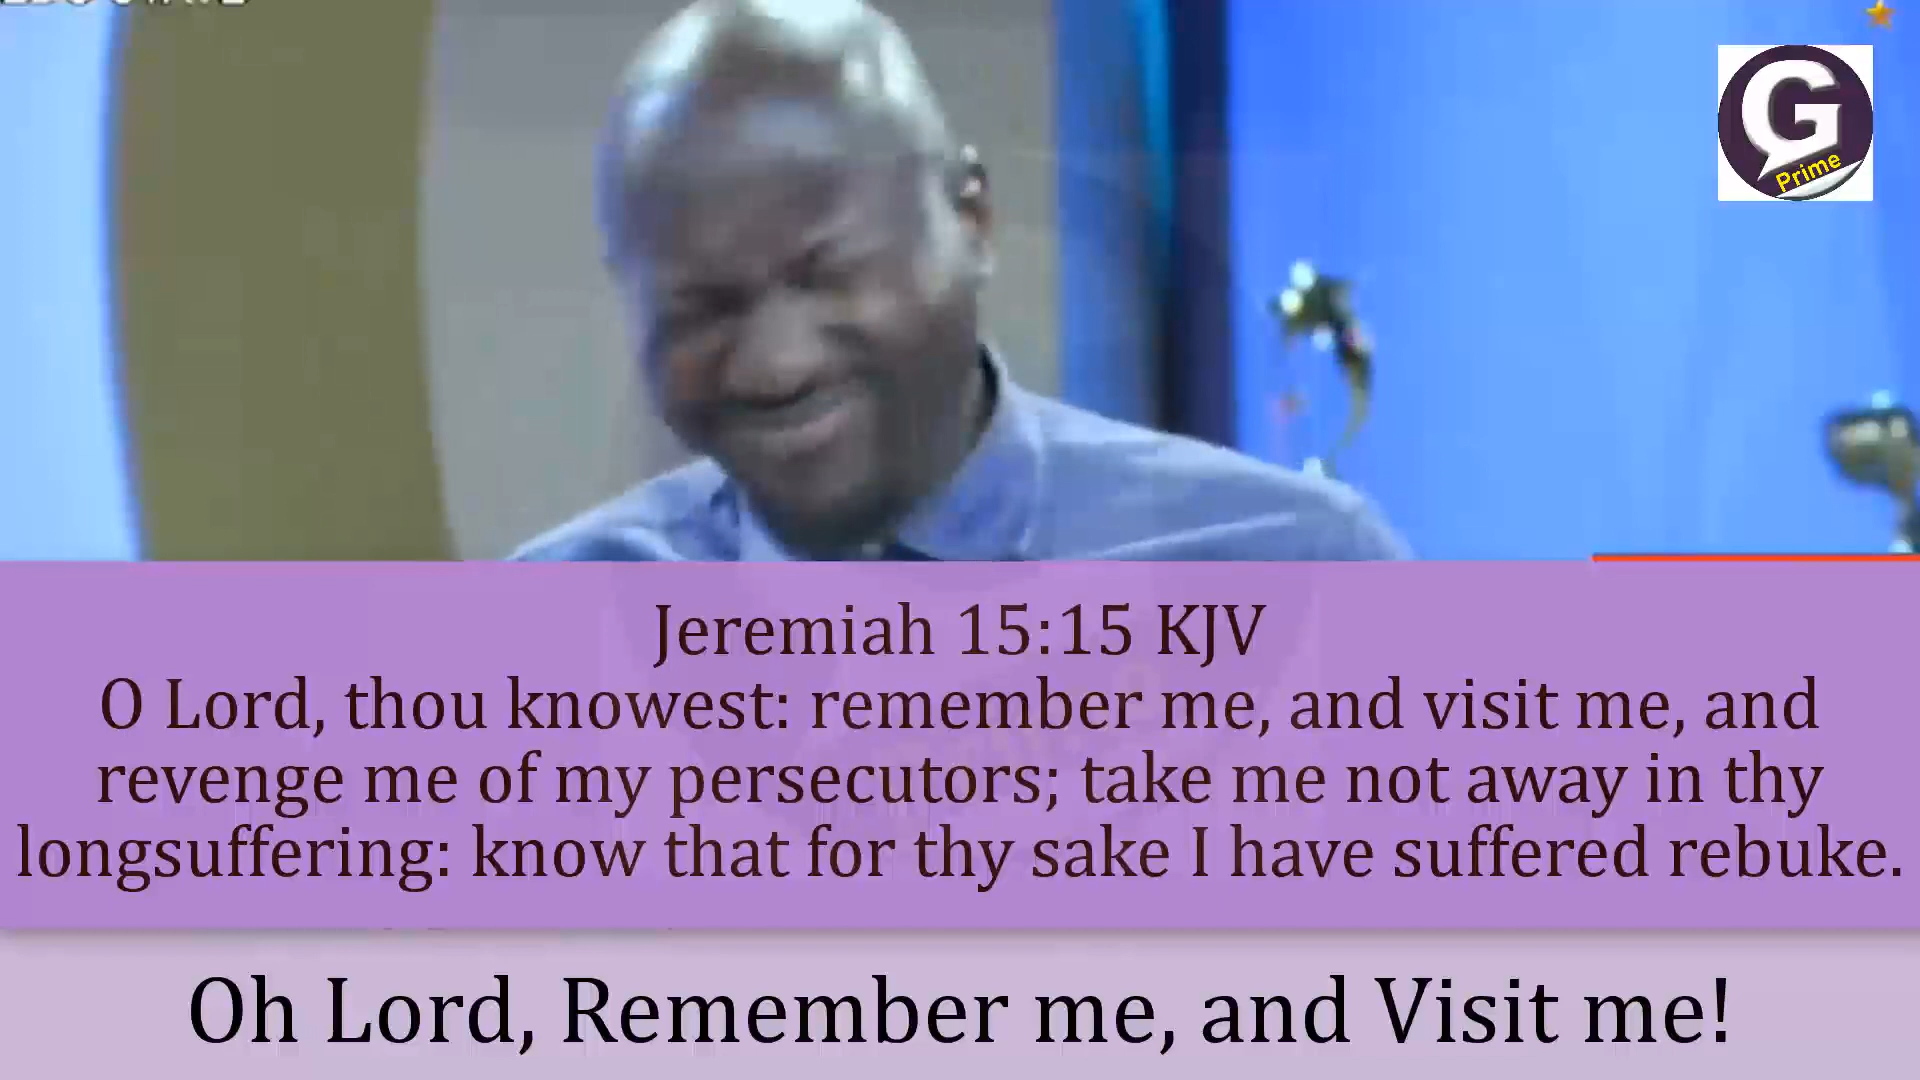 G
Prime
Jeremiah 15:15 KJV
O Lord, thou knowest: remember me, and visit me, and
revenge me of my persecutors; take me not away in thy
longsuffering: know that for thy sake I have suffered rebuke.
Oh Lord, Remember me, and Visit me!